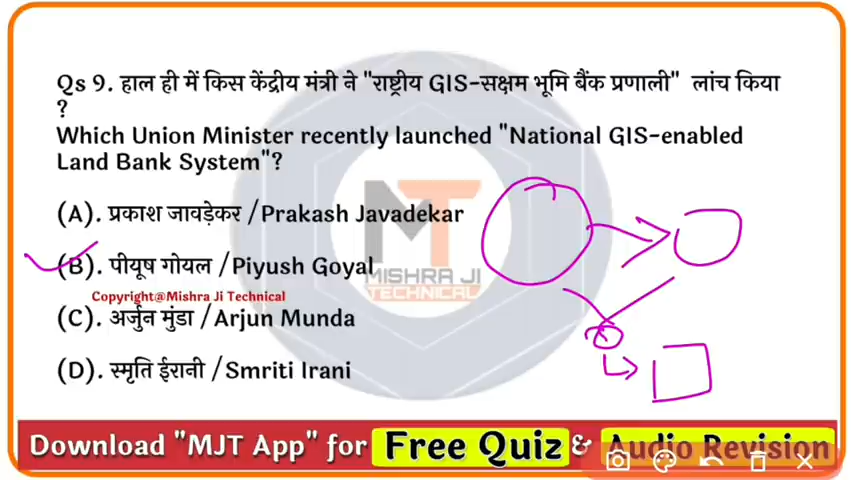 Qs 9. हाल ही में किस केंद्रीय मंत्री ने "राष्ट्रीय GIS-सक्षम भूमि बैंक प्रणाली" लांच किया
?
Which Union Minister recently launched "National GIS-enabled
Land Bank System"?
(A). प्रकाश जावड़ेकर /Prakash Javadekar
(B). पीयूष गोयल /Piyush Goyal
Copyright@Mishra Ji Technical
(C). अर्जुन मुंडा /Arjun Munda
(D). स्मृति ईरानी /Smriti Irani
MT
MISHRA JI
TECHNICAL
Download "MJT App" for Free Quiz & Audio Revision